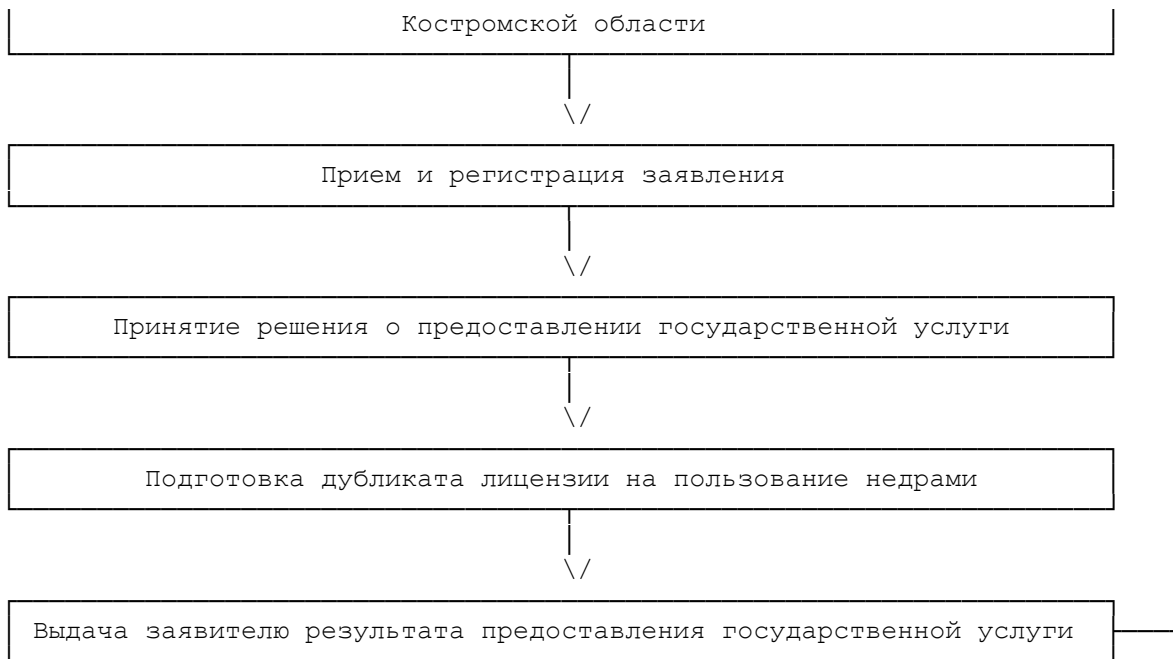 Костромской области
\/
Прием и регистрация заявления
\/
Принятие решения о предоставлении государственной услуги
\/
Подготовка дубликата лицензии на пользование недрами
\/
Выдача заявителю результата предоставления государственной услуги